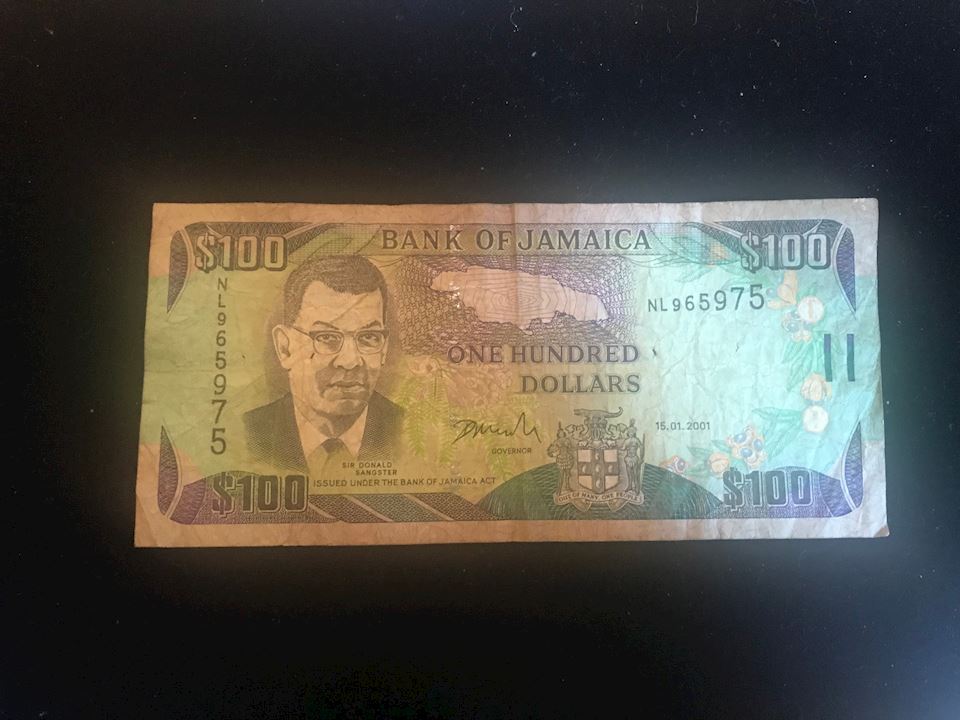 $100
BANK OF JAMAICA
$100
NL965975
NL965975
ONE HUNDRED
DOLLARS
15.01.2001
GOVERNOR
SIR DONALD
SANGSTER
ISSUED UNDER THE BANK OF JAMAICA ACT
$100
OUT OF MANY, ONE PEOPLE
$100